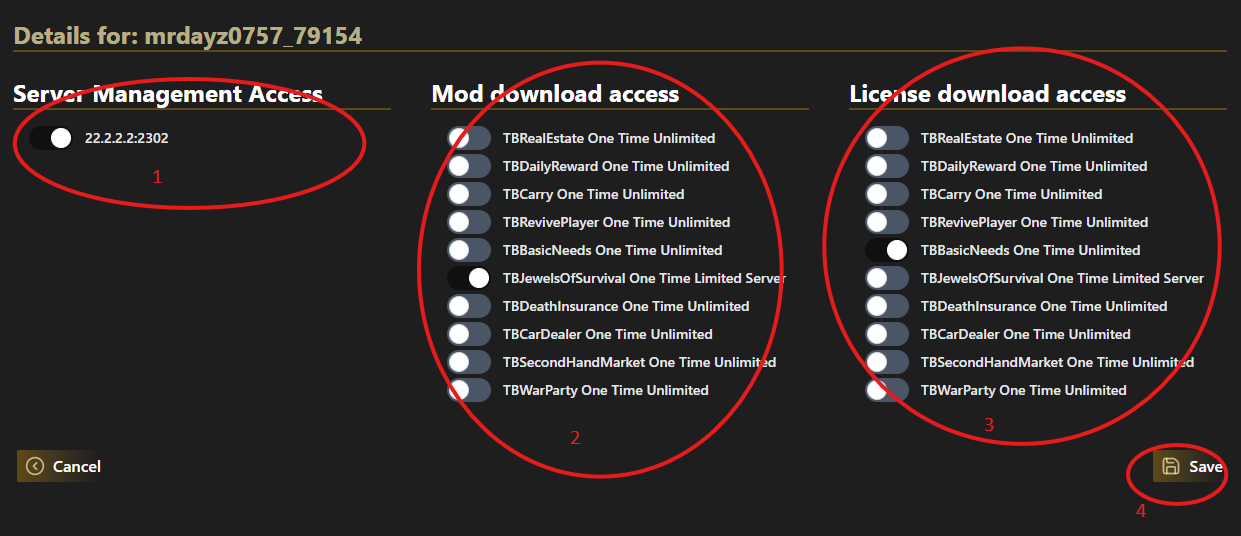 Details for: mrdayz0757_79154
Server Management Access
22.2.2.2:2302
1
Mod download access
TBRealEstate One Time Unlimited
TBDailyReward One Time Unlimited
TBCarry One Time Unlimited
TBRevivePlayer One Time Unlimited
TBBasicNeeds One Time Unlimited
TBJewelsOfSurvival One Time Limited Server
TBDeathInsurance One Time Unlimited
TBCarDealer One Time Unlimited
TBSecondHandMarket One Time Unlimited
TBWarParty One Time Unlimited
2
License download access
TBRealEstate One Time Unlimited
TBDailyReward One Time Unlimited
TBCarry One Time Unlimited
TBRevivePlayer One Time Unlimited
TBBasicNeeds One Time Unlimited
TBJewelsOfSurvival One Time Limited Server
TBDeathInsurance One Time Unlimited
TBCarDealer One Time Unlimited
TBSecondHandMarket One Time Unlimited
TBWarParty One Time Unlimited
3
Cancel
Save
4